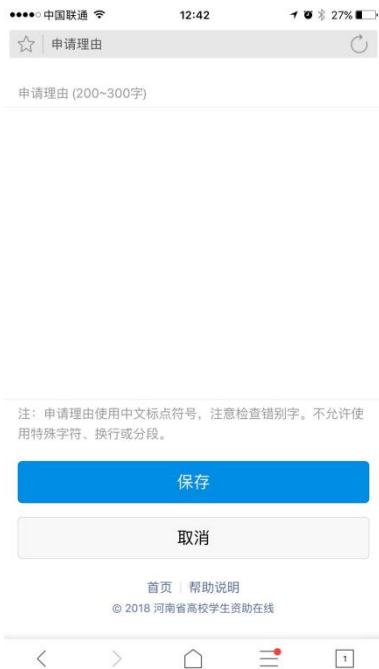 中国联通 12:42 27%
申请理由
申请理由 (200~300字)
注：申请理由使用中文标点符号，注意检查错别字。不允许使
用特殊字符、换行或分段。
保存
取消
首页 | 帮助说明
© 2018 河南省高校学生资助在线
1